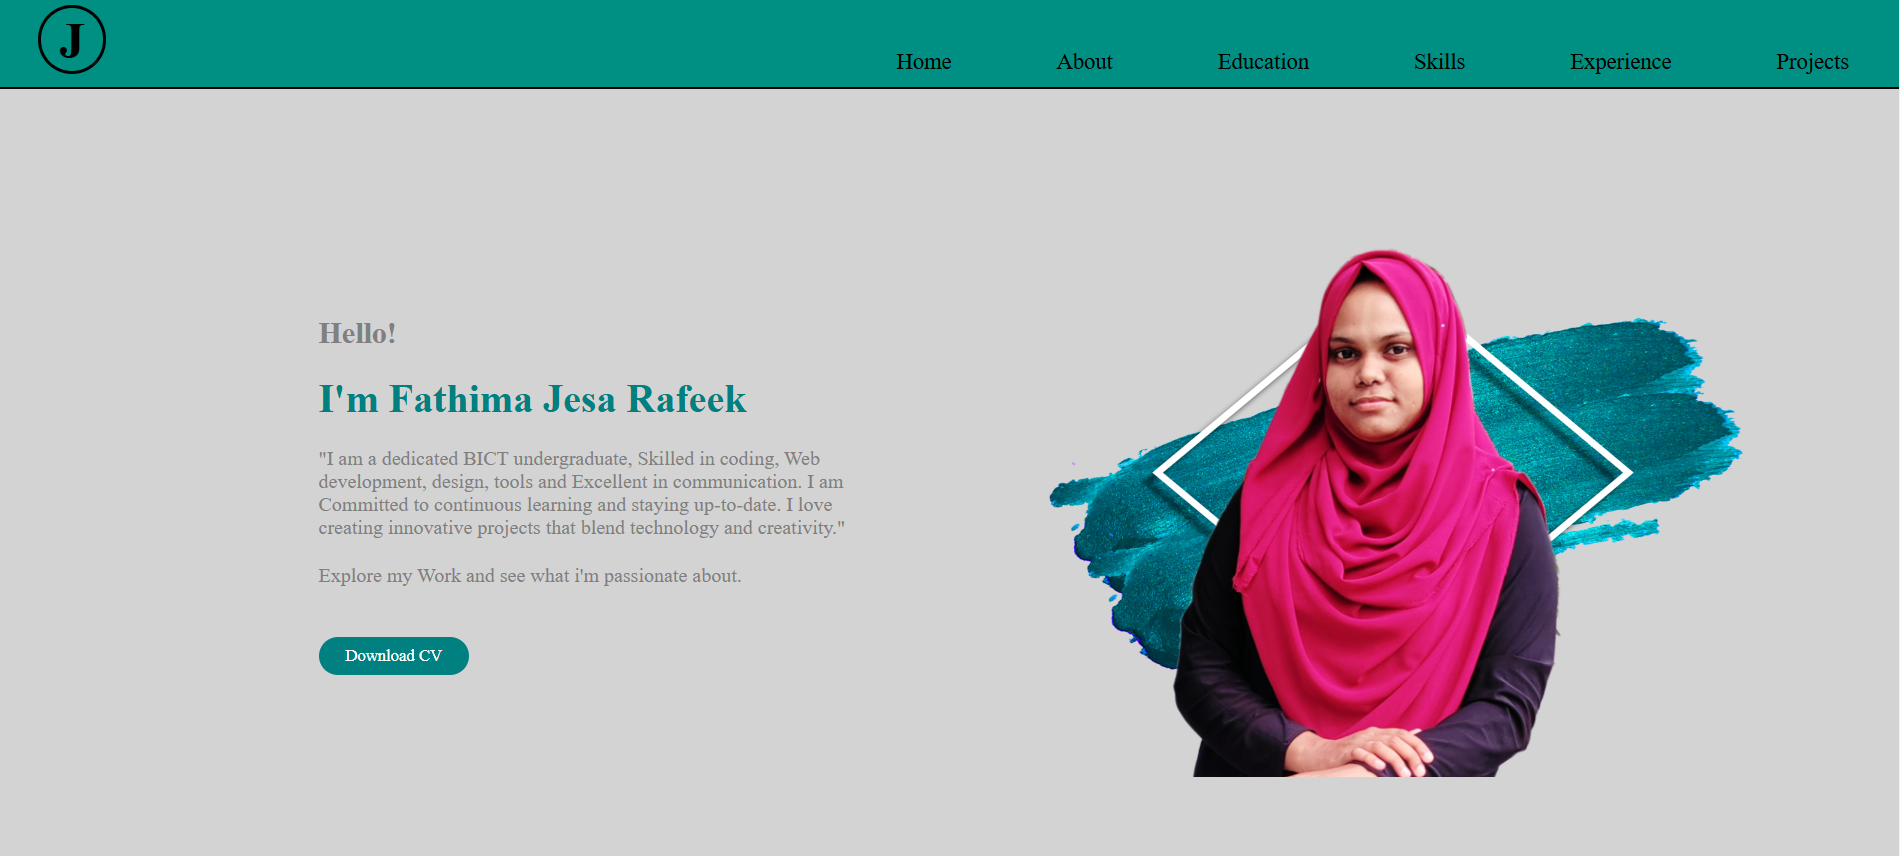 J
Home About Education Skills Experience Projects
Hello!
I'm Fathima Jesa Rafeek
"I am a dedicated BICT undergraduate, Skilled in coding, Web
development, design, tools and Excellent in communication. I am
Committed to continuous learning and staying up-to-date. I love
creating innovative projects that blend technology and creativity."
Explore my Work and see what i'm passionate about.
Download CV